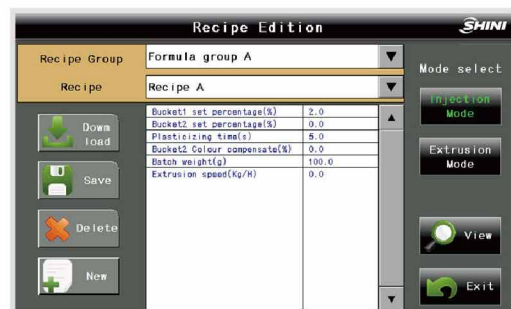 Recipe Edition
SHINI
Recipe Group
Formula group A
Mode select
Recipe
Recipe A
Injection
Mode
Bucket1 set percentage(%) 2.0
Bucket2 set percentage(%) 0.0
Plasticizing time(s) 5.0
Bucket2 Colour compensate(%) 0.0
Batch weight(g) 100.0
Extrusion speed(Kg/H) 0.0
Down
load
Extrusion
Mode
Save
Delete
View
New
Exit